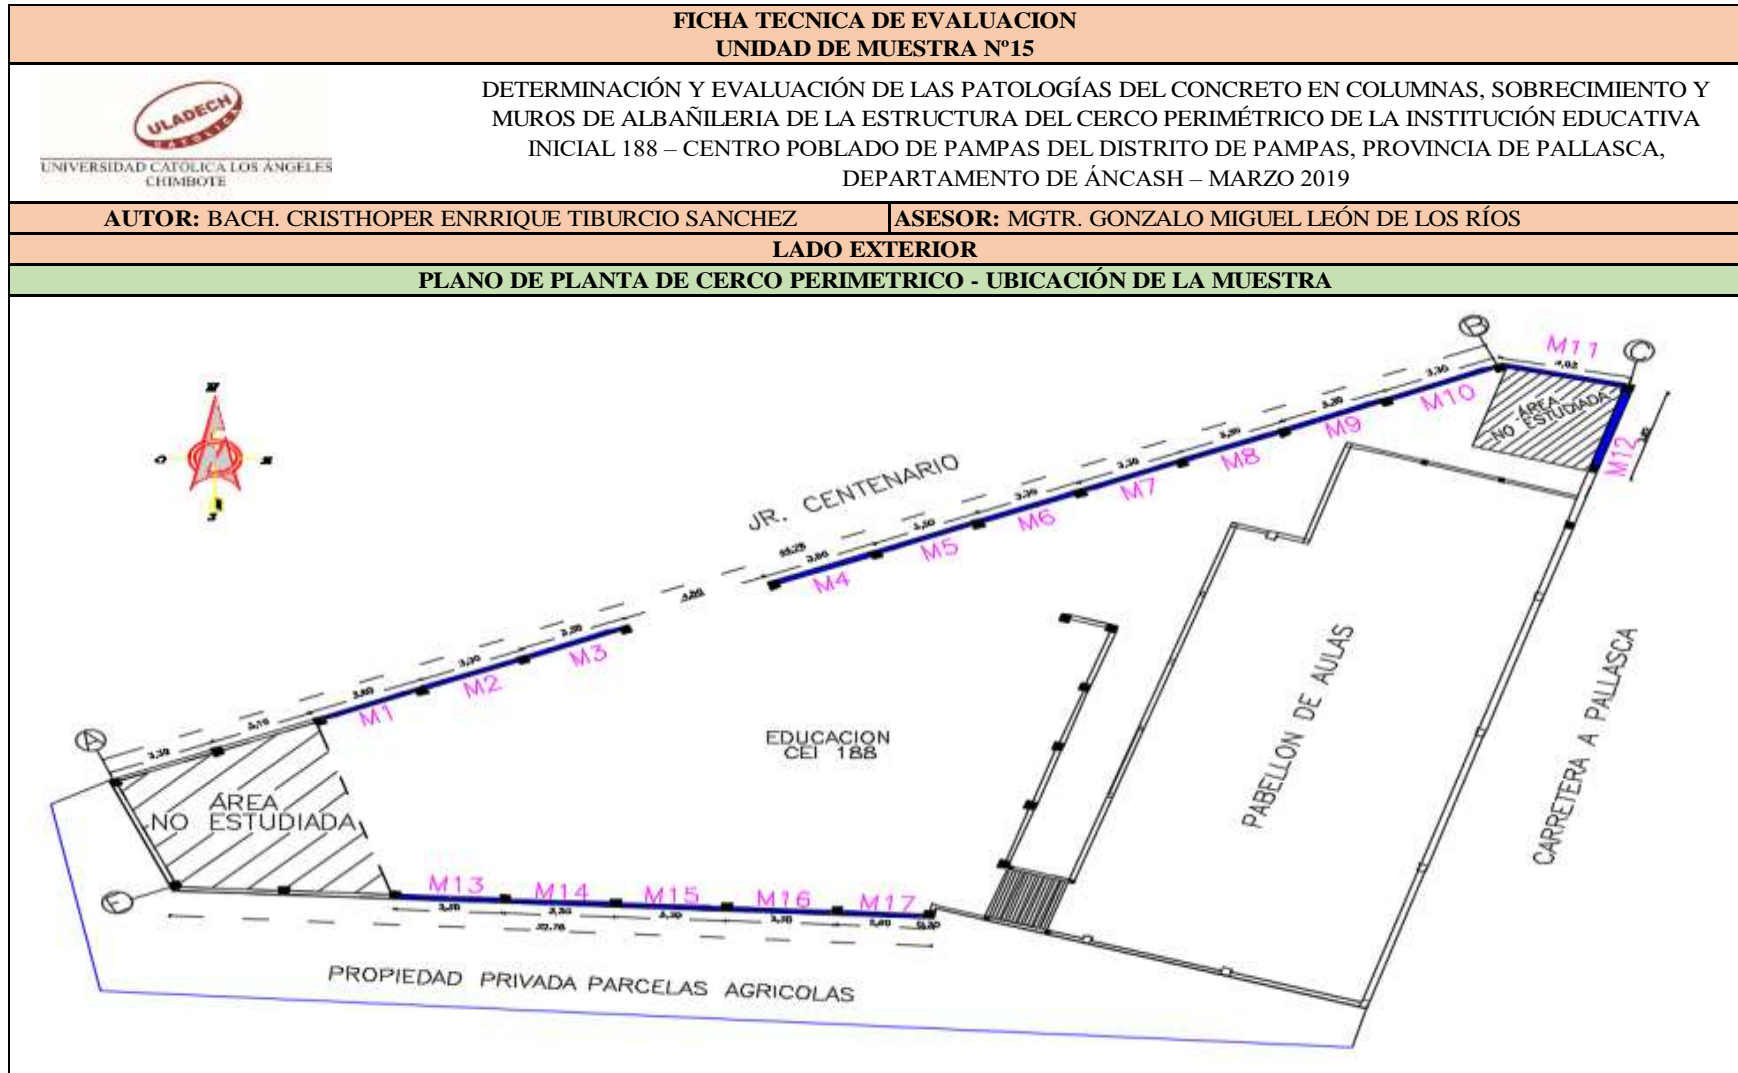 FICHA TECNICA DE EVALUACION
UNIDAD DE MUESTRA Nº15
ULADECH
CATOLICA
UNIVERSIDAD CATÓLICA LOS ÁNGELES
CHIMBOTE
DETERMINACIÓN Y EVALUACIÓN DE LAS PATOLOGÍAS DEL CONCRETO EN COLUMNAS, SOBRECIMIENTO Y
MUROS DE ALBAÑILERIA DE LA ESTRUCTURA DEL CERCO PERIMÉTRICO DE LA INSTITUCIÓN EDUCATIVA
INICIAL 188 – CENTRO POBLADO DE PAMPAS DEL DISTRITO DE PAMPAS, PROVINCIA DE PALLASCA,
DEPARTAMENTO DE ÁNCASH – MARZO 2019
AUTOR: BACH. CRISTHOPER ENRRIQUE TIBURCIO SANCHEZ
ASESOR: MGTR. GONZALO MIGUEL LEÓN DE LOS RÍOS
LADO EXTERIOR
PLANO DE PLANTA DE CERCO PERIMETRICO - UBICACIÓN DE LA MUESTRA
B
M11
C
ÁREA
NO ESTUDIADA
M12
M10
M9
M8
M7
M6
M5
M4
JR. CENTENARIO
M3
M2
M1
A
ÁREA
NO ESTUDIADA
EDUCACION
CEI 188
PABELLON DE AULAS
CARRETERA A PALLASCA
F
M13
M14
M15
M16
M17
PROPIEDAD PRIVADA PARCELAS AGRICOLAS